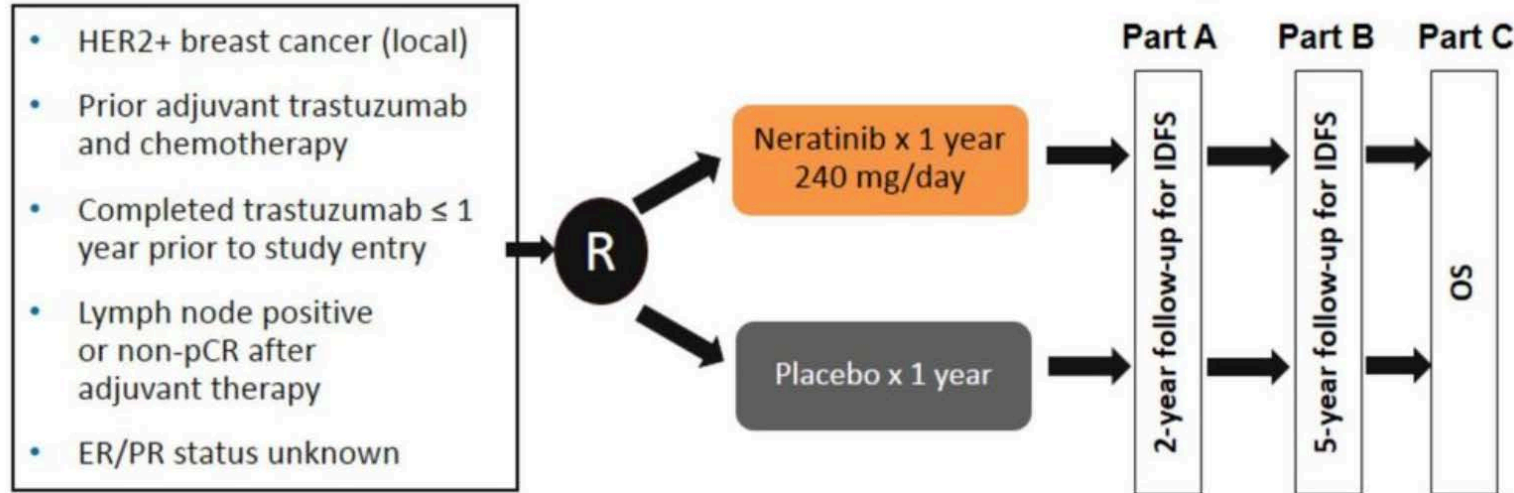 • HER2+ breast cancer (local)
• Prior adjuvant trastuzumab
and chemotherapy
• Completed trastuzumab ≤ 1
year prior to study entry
• Lymph node positive
or non-pCR after
adjuvant therapy
• ER/PR status unknown
R
Neratinib x 1 year
240 mg/day
Placebo x 1 year
Part A
2-year follow-up for IDFS
Part B
5-year follow-up for IDFS
Part C
OS